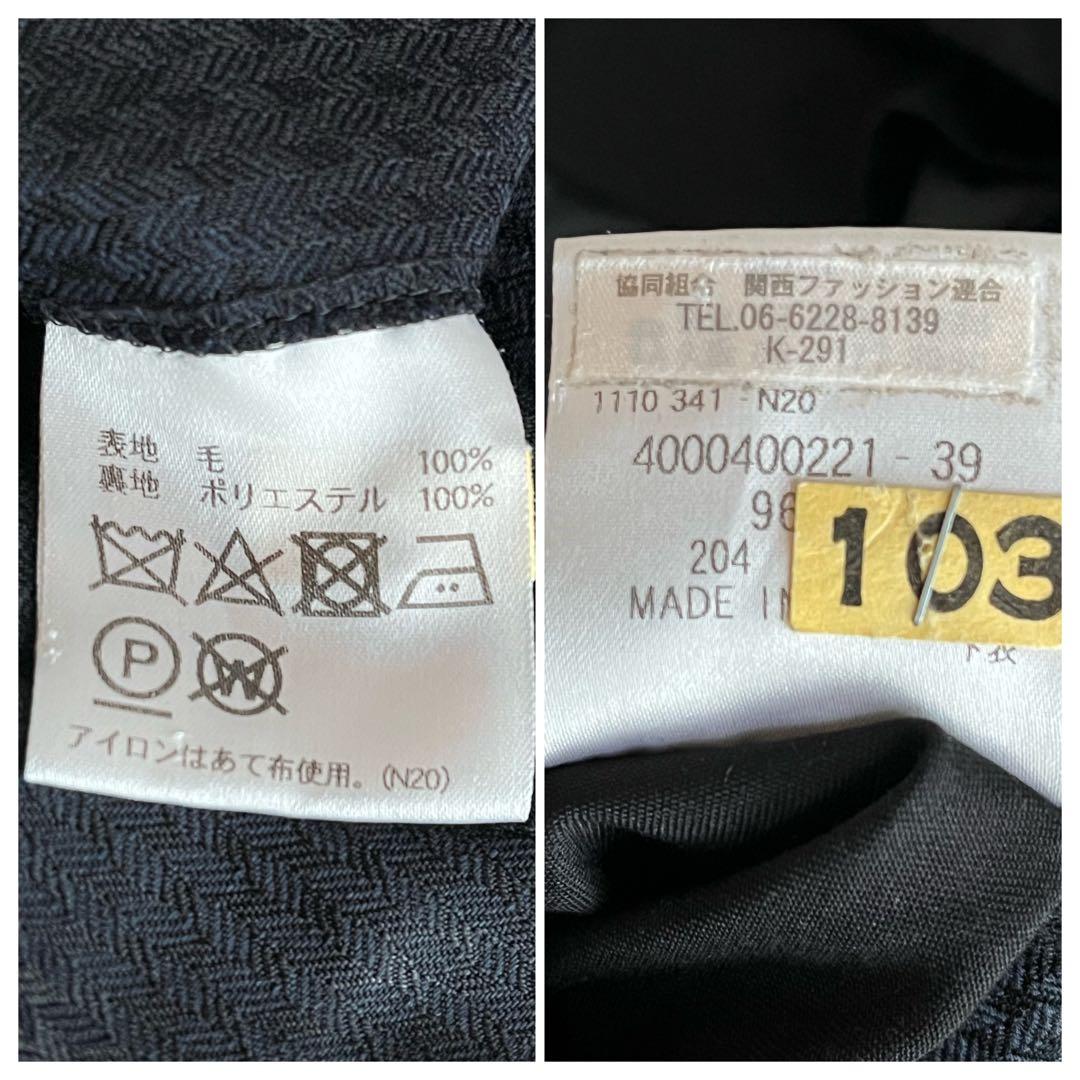 表地 毛 100%
裏地 ポリエステル 100%
P
W
アイロンはあて布使用。(N20)
協同組合 関西ファッション連合
TEL.06-6228-8139
K-291
1110 341 - N20
4000400221 - 39
96
204
MADE IN
103